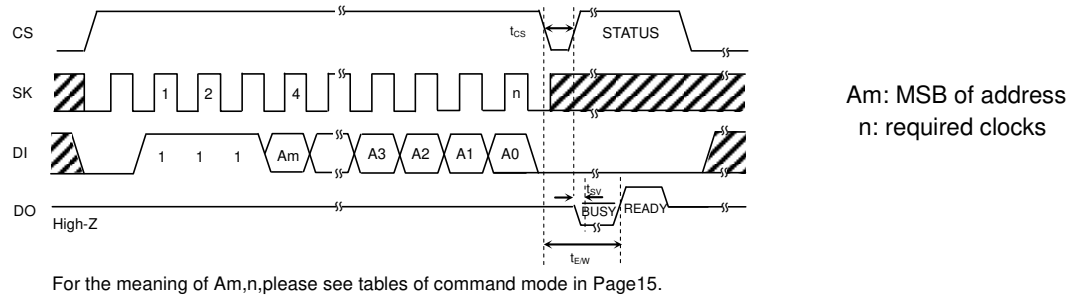 CS tCS STATUS
SK 1 2 4 n
Am: MSB of address
n: required clocks
DI 1 1 1 Am A3 A2 A1 A0
tSV
DO BUSY READY
High-Z
tE/W
For the meaning of Am,n,please see tables of command mode in Page15.